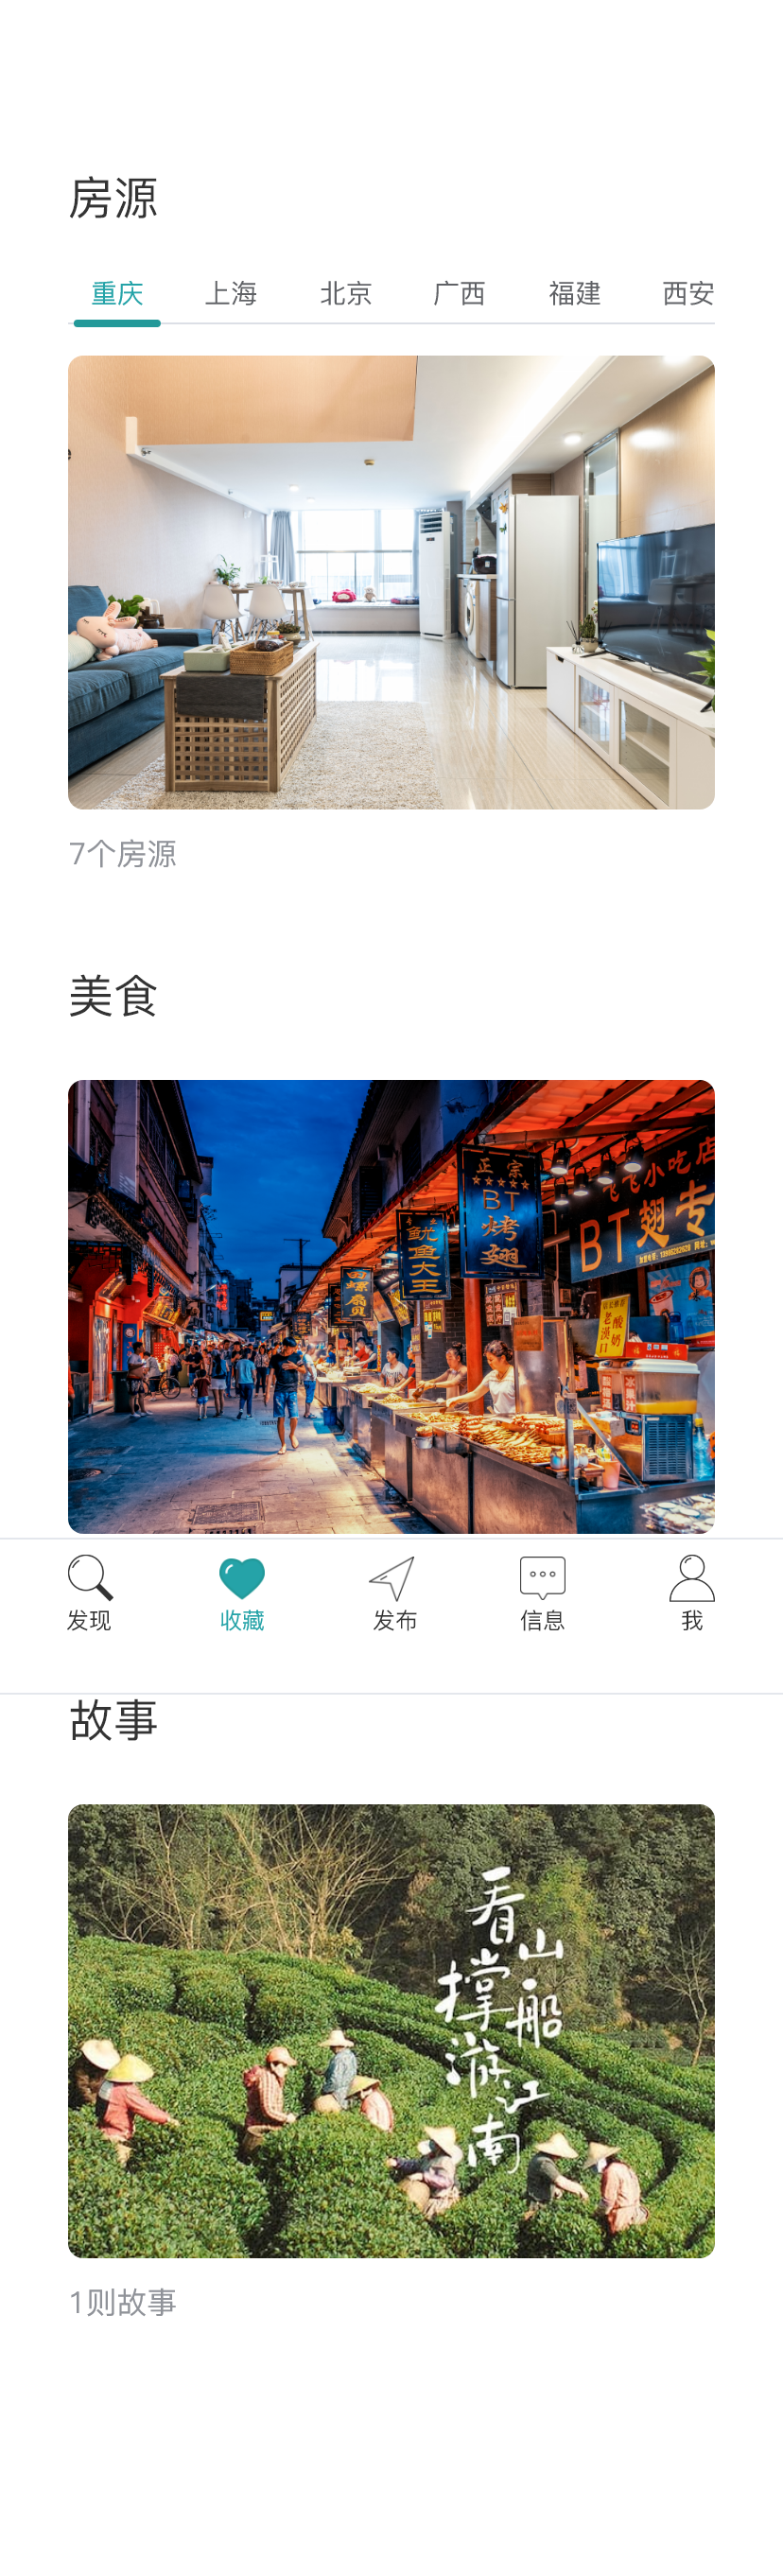 房源
重庆 上海 北京 广西 福建 西安
7个房源
美食
正宗
★★★★★
BT
烤
翅
飞飞小吃店
BT翅专
鱿
鱼
大
王
老
汉
口
酸
奶
发现 收藏 发布 信息 我
故事
看山
撑船
游江
南
1则故事